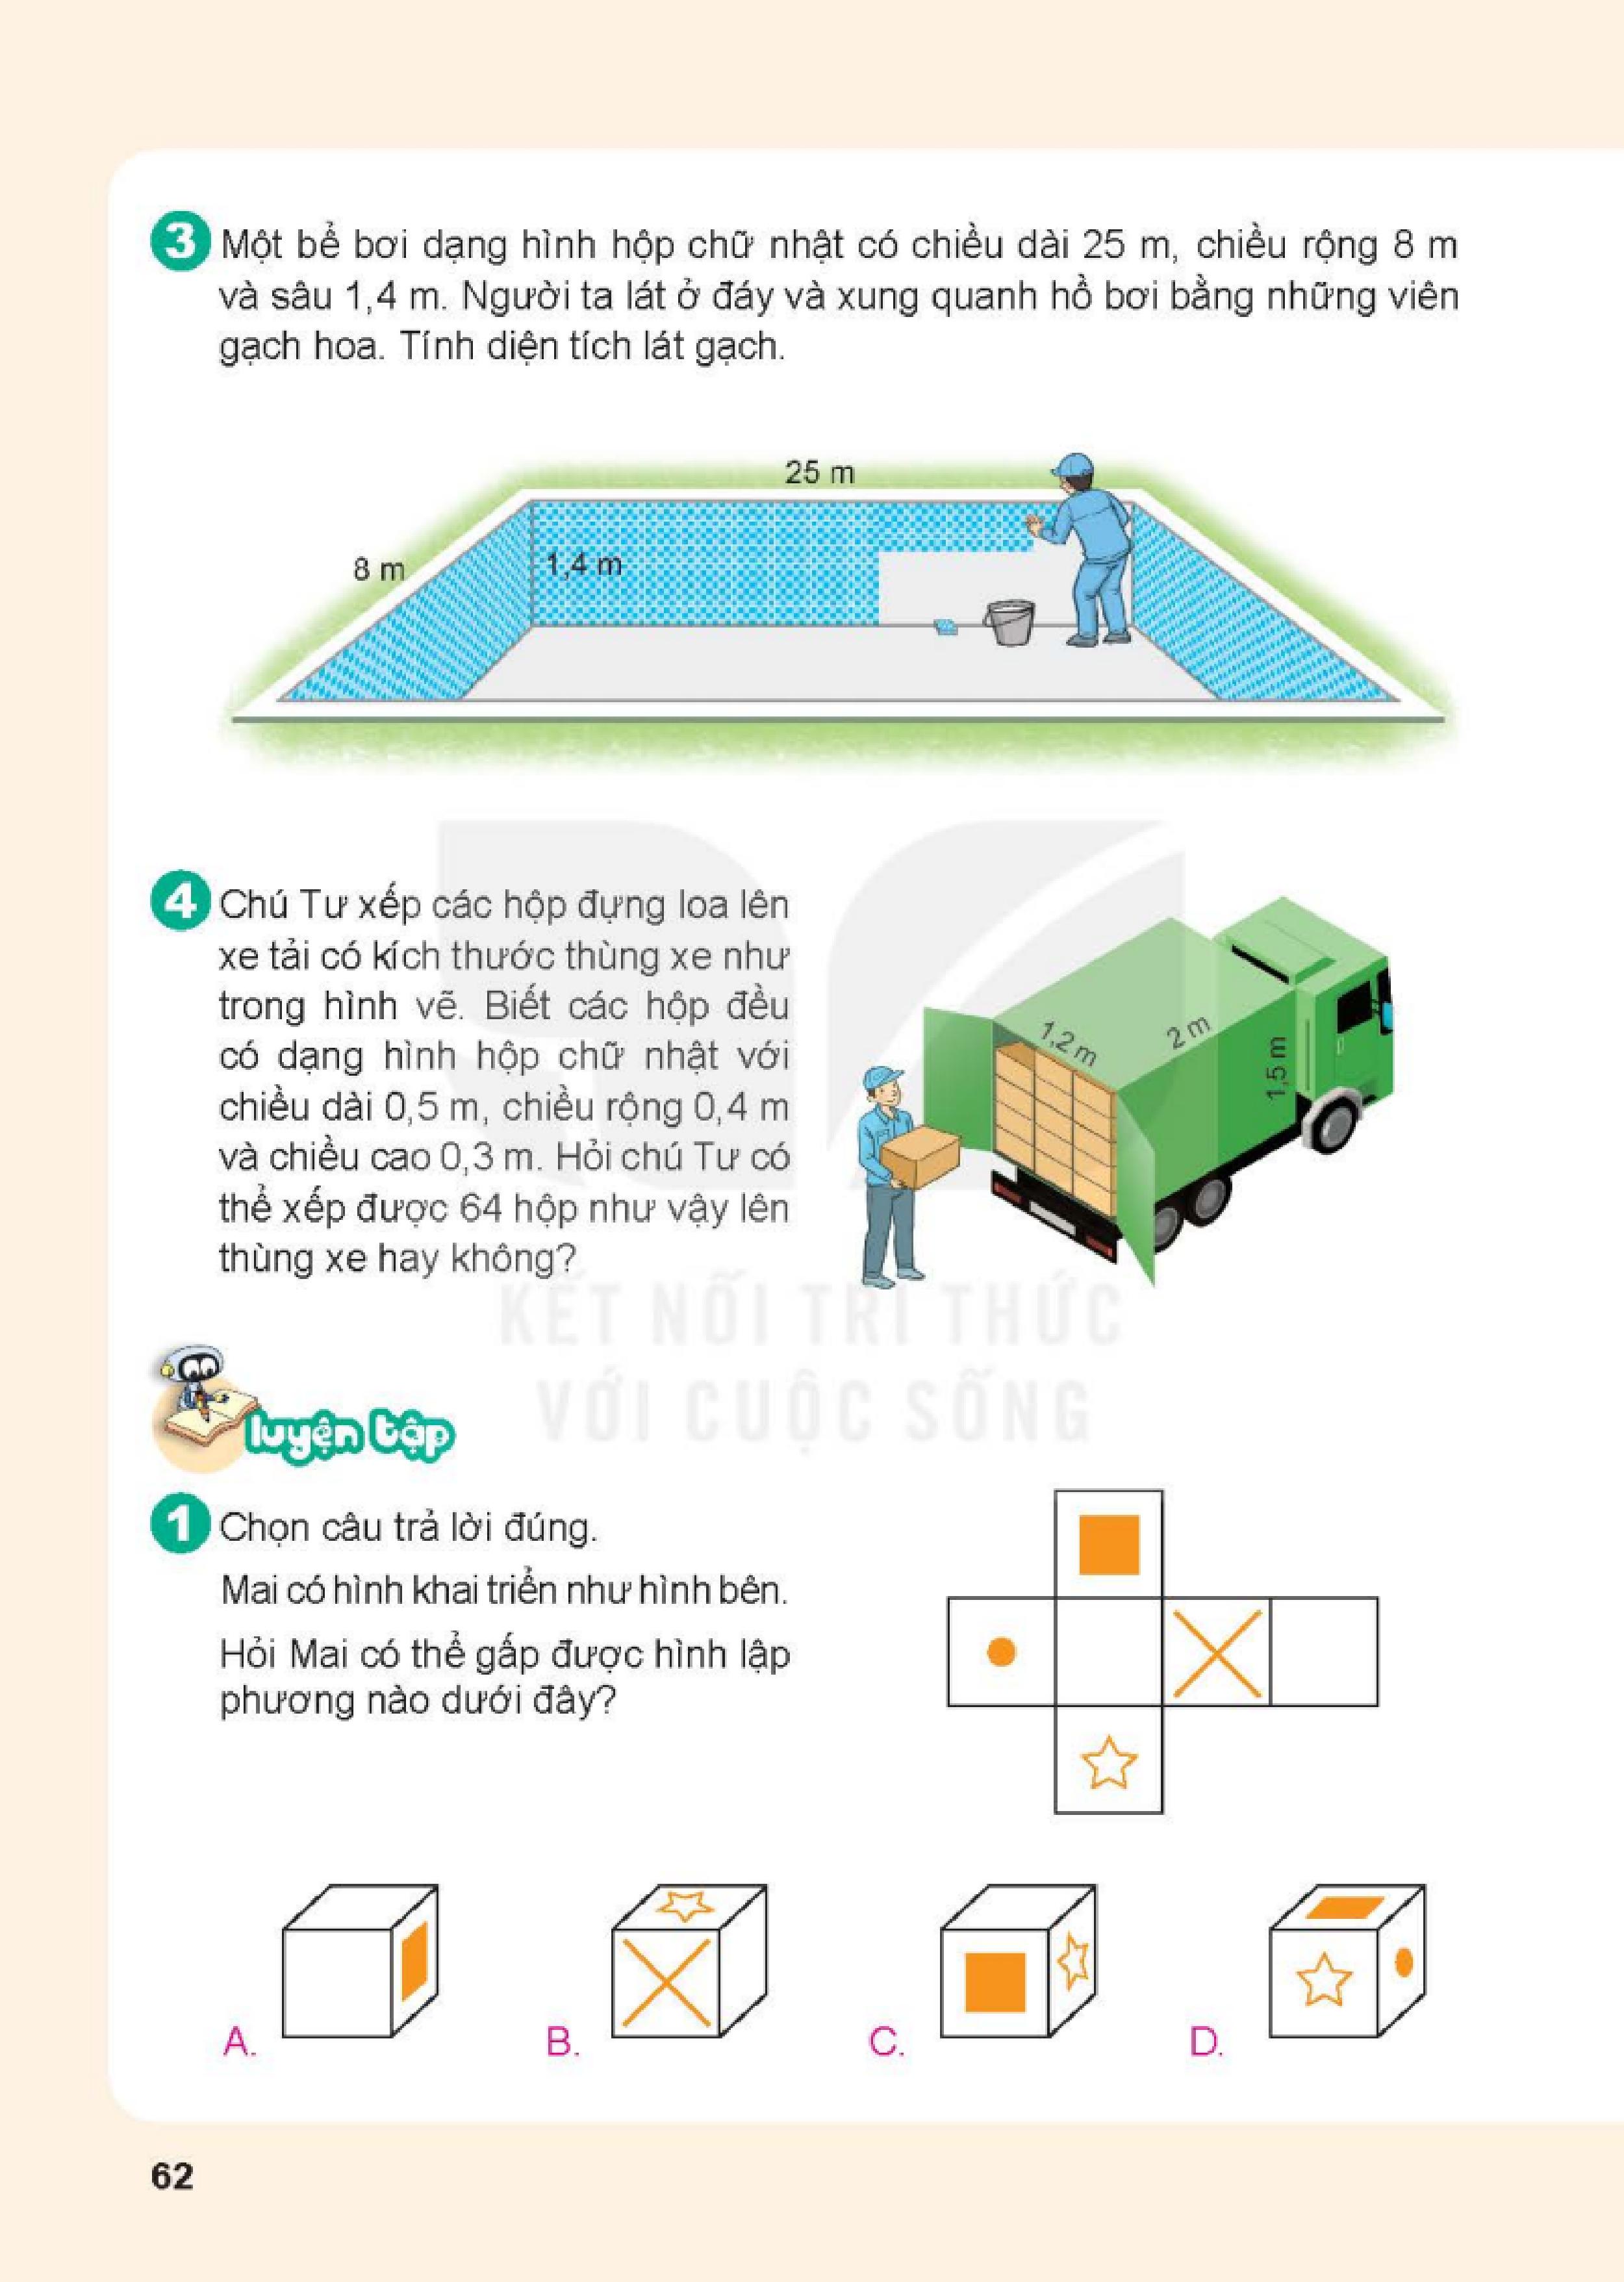 3 Một bể bơi dạng hình hộp chữ nhật có chiều dài 25 m, chiều rộng 8 m
và sâu 1,4 m. Người ta lát ở đáy và xung quanh hồ bơi bằng những viên
gạch hoa. Tính diện tích lát gạch.
25 m
8 m
1,4 m
4 Chú Tư xếp các hộp đựng loa lên
xe tải có kích thước thùng xe như
trong hình vẽ. Biết các hộp đều
có dạng hình hộp chữ nhật với
chiều dài 0,5 m, chiều rộng 0,4 m
và chiều cao 0,3 m. Hỏi chú Tư có
thể xếp được 64 hộp như vậy lên
thùng xe hay không?
1,2 m
2 m
1,5 m
KẾT NỐI TRI THỨC
VỚI CUỘC SỐNG
luyện tập
1 Chọn câu trả lời đúng.
Mai có hình khai triển như hình bên.
Hỏi Mai có thể gấp được hình lập
phương nào dưới đây?
A.
B.
C.
D.
62